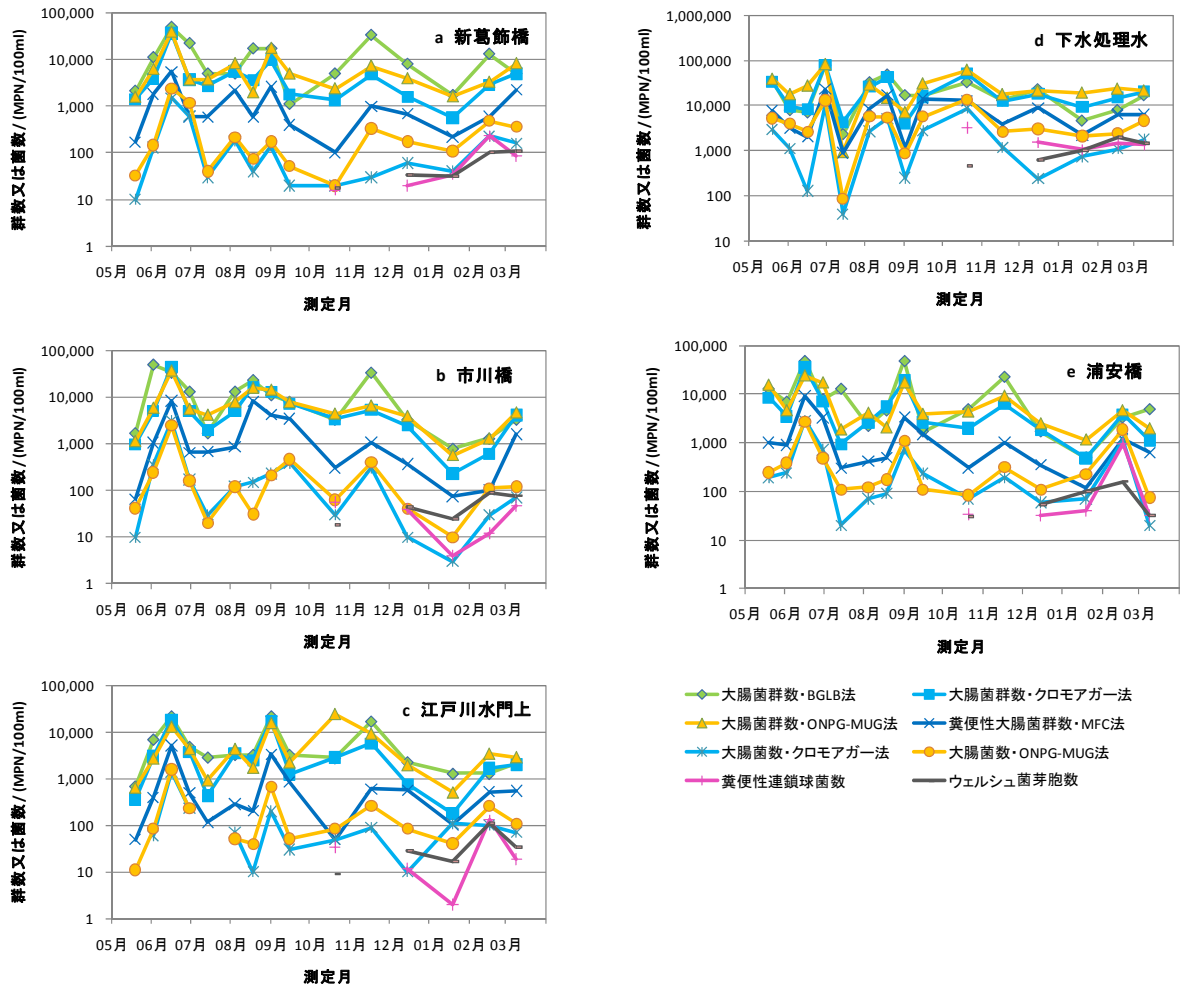 a 新葛飾橋
群数又は菌数/(MPN/100ml)
100,000
10,000
1,000
100
10
1
05月 06月 07月 08月 09月 10月 11月 12月 01月 02月 03月
測定月
d 下水処理水
群数又は菌数/(MPN/100ml)
1,000,000
100,000
10,000
1,000
100
10
05月 06月 07月 08月 09月 10月 11月 12月 01月 02月 03月
測定月
b 市川橋
群数又は菌数/(MPN/100ml)
100,000
10,000
1,000
100
10
1
05月 06月 07月 08月 09月 10月 11月 12月 01月 02月 03月
測定月
e 浦安橋
群数又は菌数/(MPN/100ml)
100,000
10,000
1,000
100
10
1
05月 06月 07月 08月 09月 10月 11月 12月 01月 02月 03月
測定月
c 江戸川水門上
群数又は菌数/(MPN/100ml)
100,000
10,000
1,000
100
10
1
05月 06月 07月 08月 09月 10月 11月 12月 01月 02月 03月
測定月
大腸菌群数・BGLB法
大腸菌群数・クロモアガー法
大腸菌群数・ONPG-MUG法
糞便性大腸菌群数・MFC法
大腸菌数・クロモアガー法
大腸菌数・ONPG-MUG法
糞便性連鎖球菌数
ウェルシュ菌芽胞数